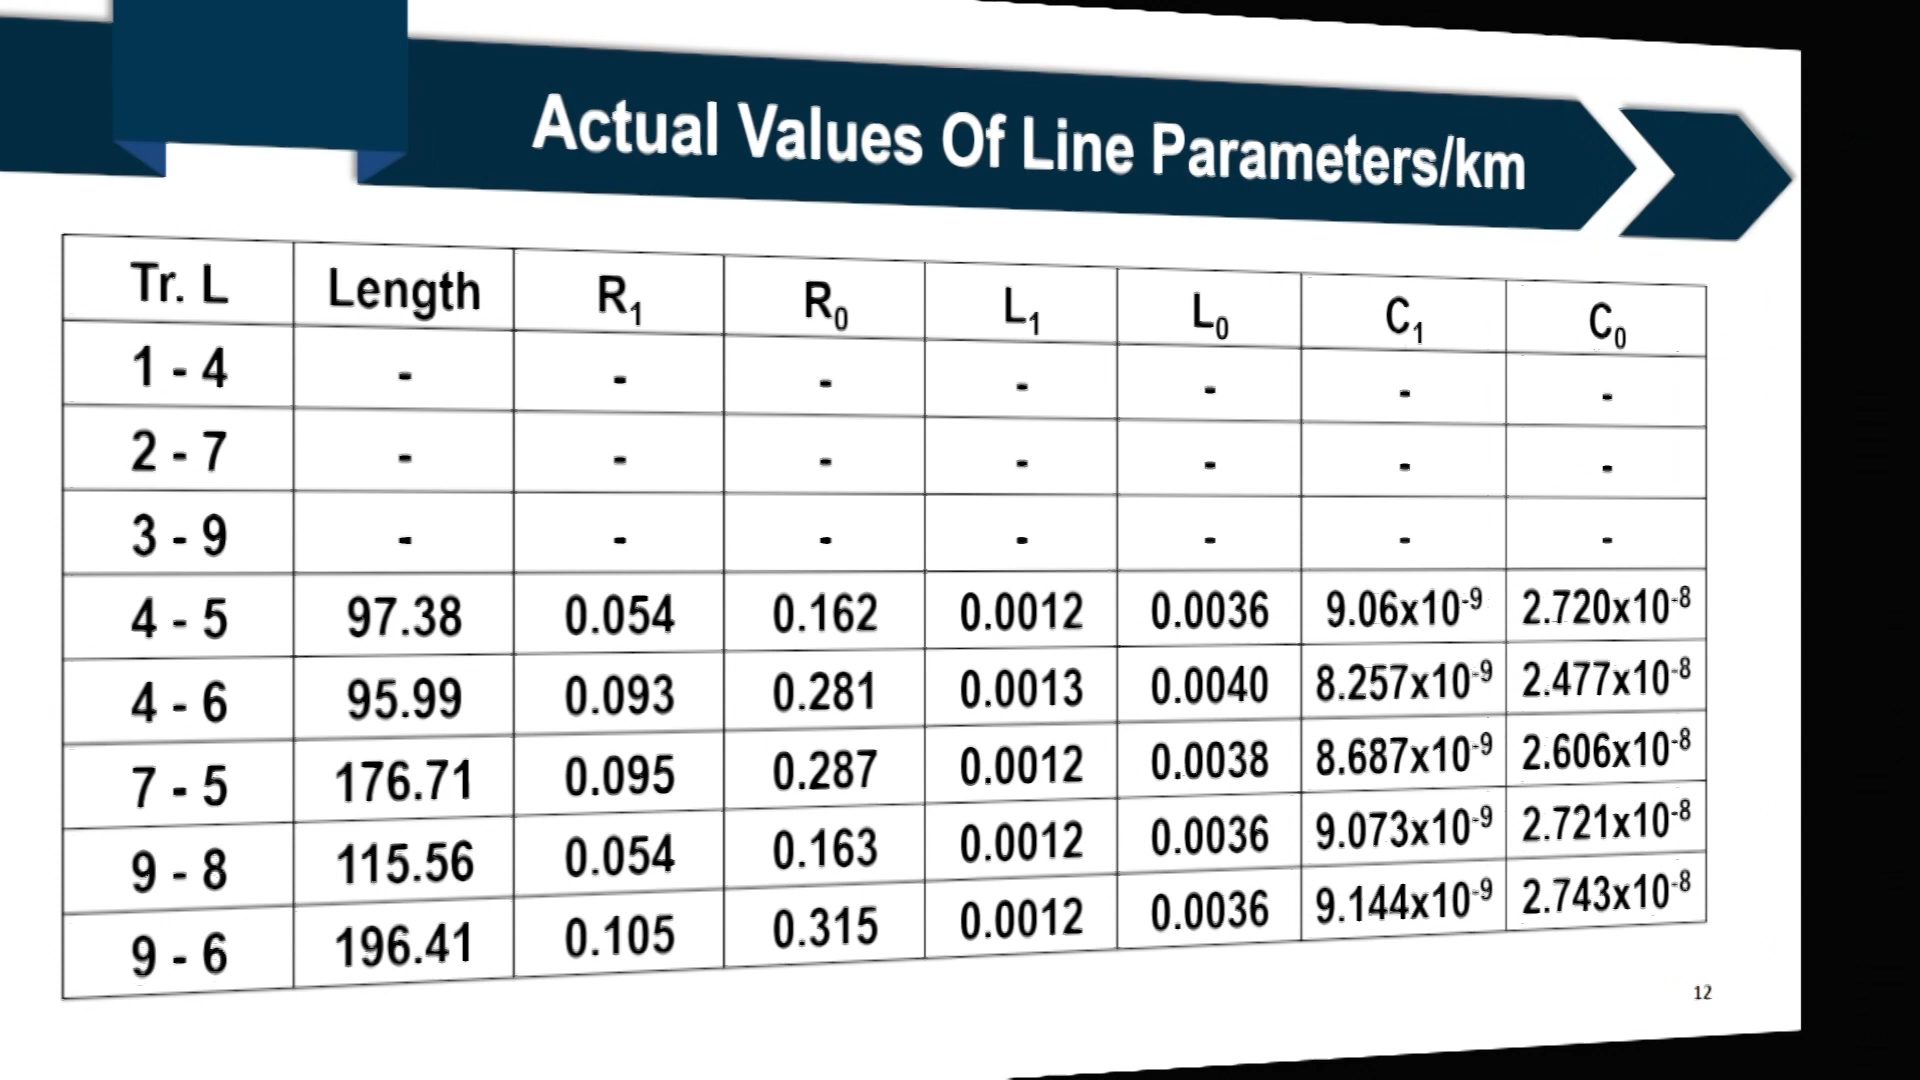 Actual Values Of Line Parameters/km
Tr. L Length R₁ R₀ L₁ L₀ C₁ C₀
1 - 4 - - - - - - -
2 - 7 - - - - - - -
3 - 9 - - - - - - -
4 - 5 97.38 0.054 0.162 0.0012 0.0036 9.06x10⁻⁹ 2.720x10⁻⁸
4 - 6 95.99 0.093 0.281 0.0013 0.0040 8.257x10⁻⁹ 2.477x10⁻⁸
7 - 5 176.71 0.095 0.287 0.0012 0.0038 8.687x10⁻⁹ 2.606x10⁻⁸
9 - 8 115.56 0.054 0.163 0.0012 0.0036 9.073x10⁻⁹ 2.721x10⁻⁸
9 - 6 196.41 0.105 0.315 0.0012 0.0036 9.144x10⁻⁹ 2.743x10⁻⁸
12